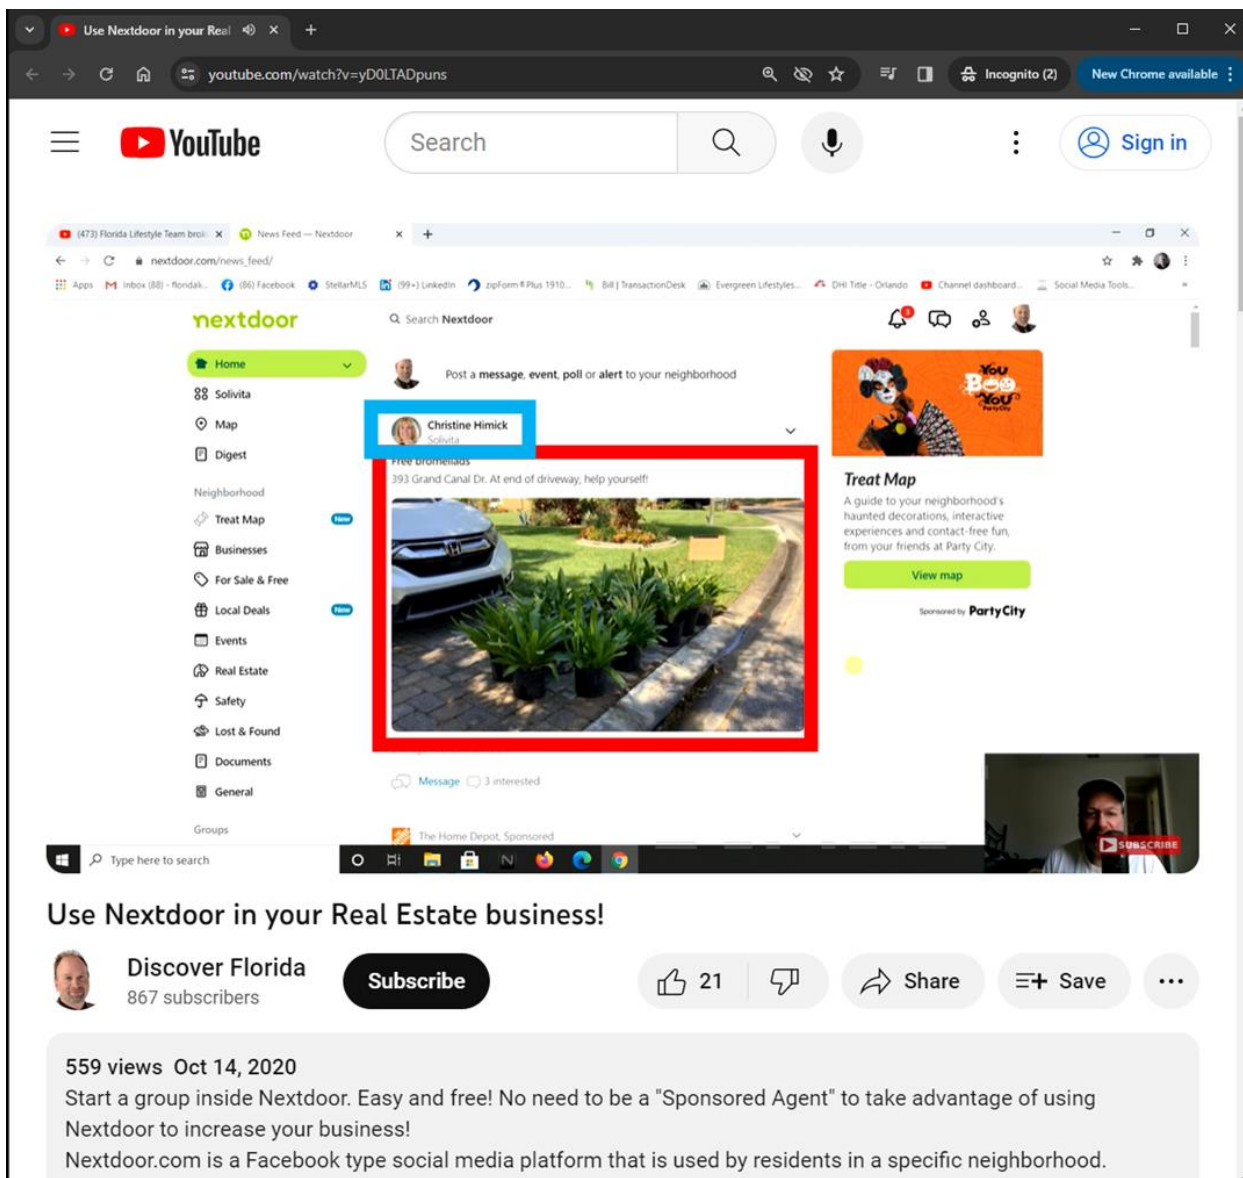 Use Nextdoor in your Real
youtube.com/watch?v=yD0LTADpuns
Incognito (2)
New Chrome available
YouTube
Search
Sign in
(473) Florida Lifestyle Team brok
News Feed — Nextdoor
nextdoor.com/news_feed/
Apps
Inbox (88) - floridak...
(86) Facebook
StellarMLS
(99+) LinkedIn
zipForm® Plus 1910...
Bill | TransactionDesk
Evergreen Lifestyles...
DHI Title - Orlando
Channel dashboard...
Social Media Tools...
nextdoor
Search Nextdoor
3
Home
Solivita
Map
Digest
Neighborhood
Treat Map New
Businesses
For Sale & Free
Local Deals New
Events
Real Estate
Safety
Lost & Found
Documents
General
Groups
Post a message, event, poll or alert to your neighborhood
Christine Himick
Solivita
Free bromeliads
393 Grand Canal Dr. At end of driveway, help yourself!
Message 3 interested
The Home Depot, Sponsored
You
Boo
You
PartyCity
Treat Map
A guide to your neighborhood's
haunted decorations, interactive
experiences and contact-free fun,
from your friends at Party City.
View map
Sponsored by PartyCity
SUBSCRIBE
Type here to search
Use Nextdoor in your Real Estate business!
Discover Florida
867 subscribers
Subscribe
21
Share
Save
559 views Oct 14, 2020
Start a group inside Nextdoor. Easy and free! No need to be a "Sponsored Agent" to take advantage of using
Nextdoor to increase your business!
Nextdoor.com is a Facebook type social media platform that is used by residents in a specific neighborhood.